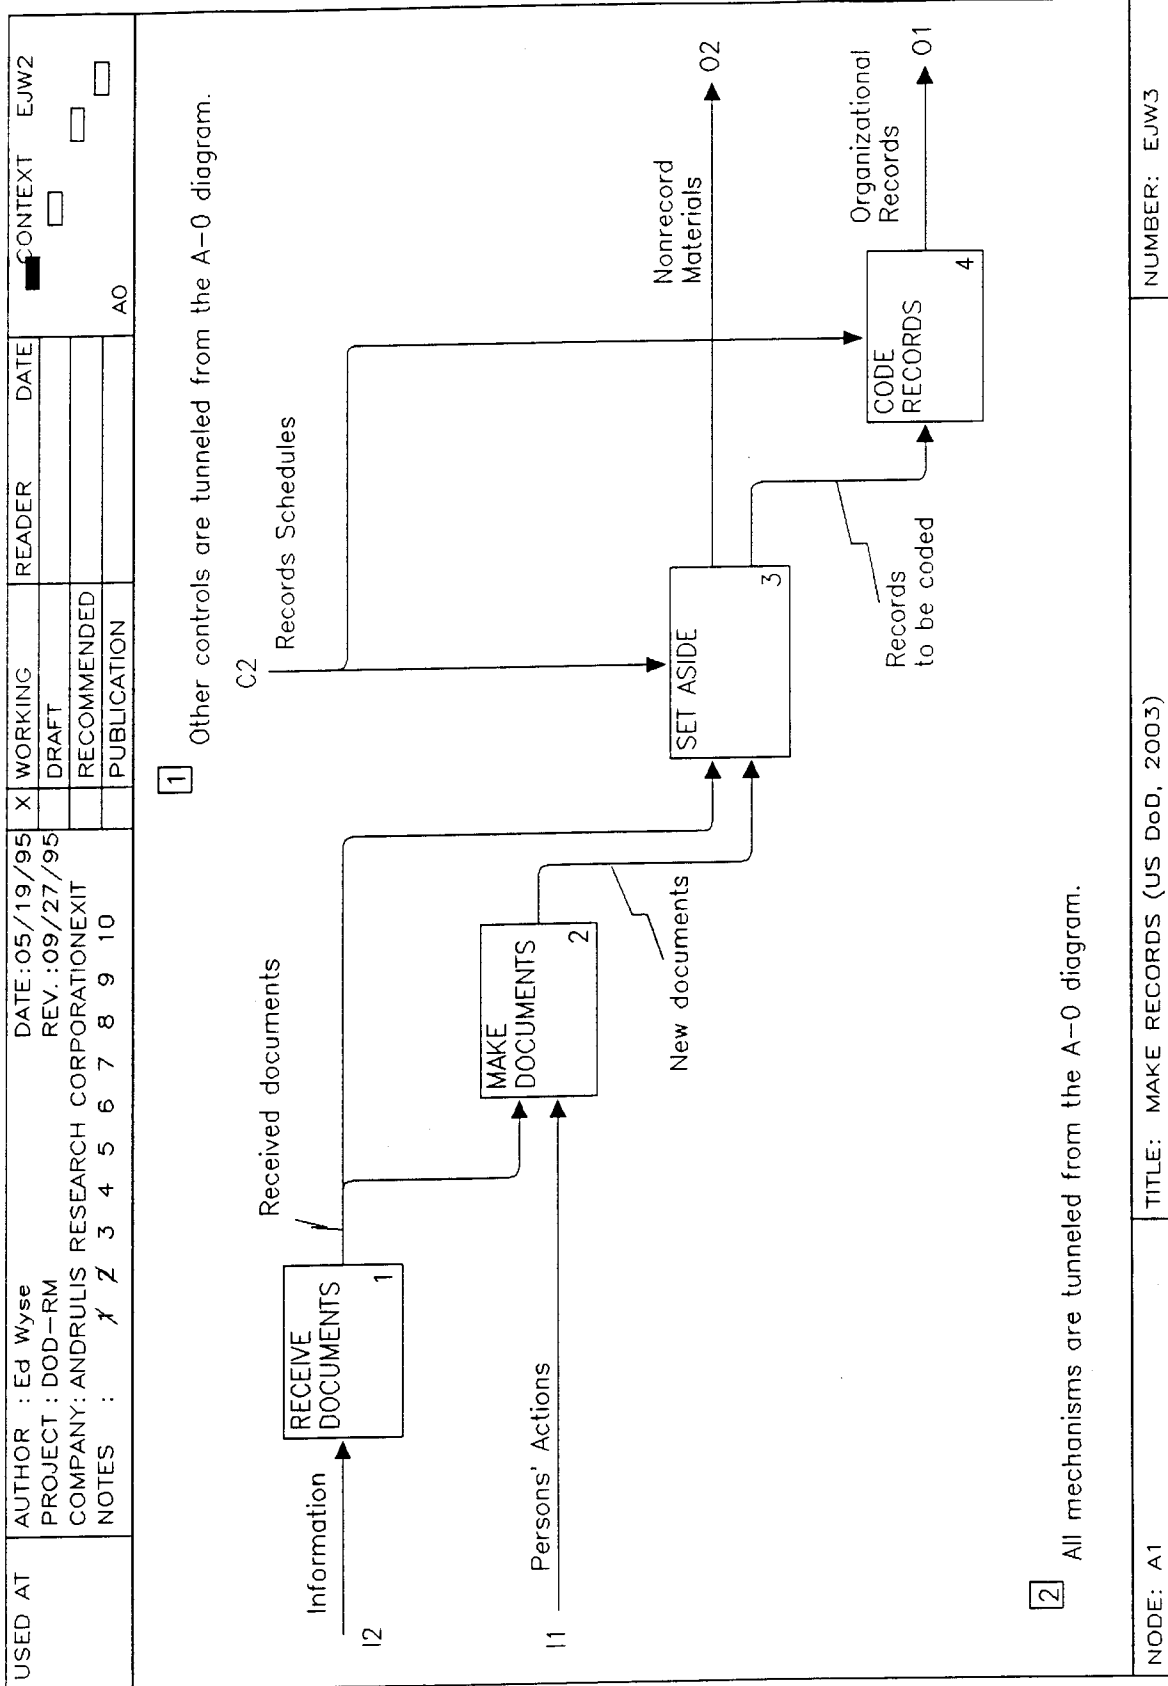 USED AT
AUTHOR : Ed Wyse
PROJECT : DOD-RM
COMPANY: ANDRULIS RESEARCH CORPORATIONEXIT
NOTES : 1 2 3 4 5 6 7 8 9 10
DATE:05/19/95
REV.:09/27/95
X WORKING
DRAFT
RECOMMENDED
PUBLICATION
READER DATE
CONTEXT EJW2
A0
1
Other controls are tunneled from the A-0 diagram.
C2
Records Schedules
Information
I2
RECEIVE
DOCUMENTS
1
Received documents
Persons' Actions
I1
MAKE
DOCUMENTS
2
New documents
SET ASIDE
3
Nonrecord
Materials
O2
Records
to be coded
CODE
RECORDS
4
Organizational
Records
O1
2
All mechanisms are tunneled from the A-0 diagram.
NODE: A1
TITLE: MAKE RECORDS (US DoD, 2003)
NUMBER: EJW3